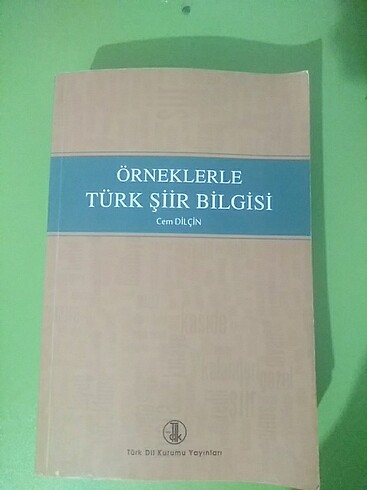 ÖRNEKLERLE
TÜRK ŞİİR BİLGİSİ
Cem DİLÇİN
Türk Dil Kurumu Yayınları